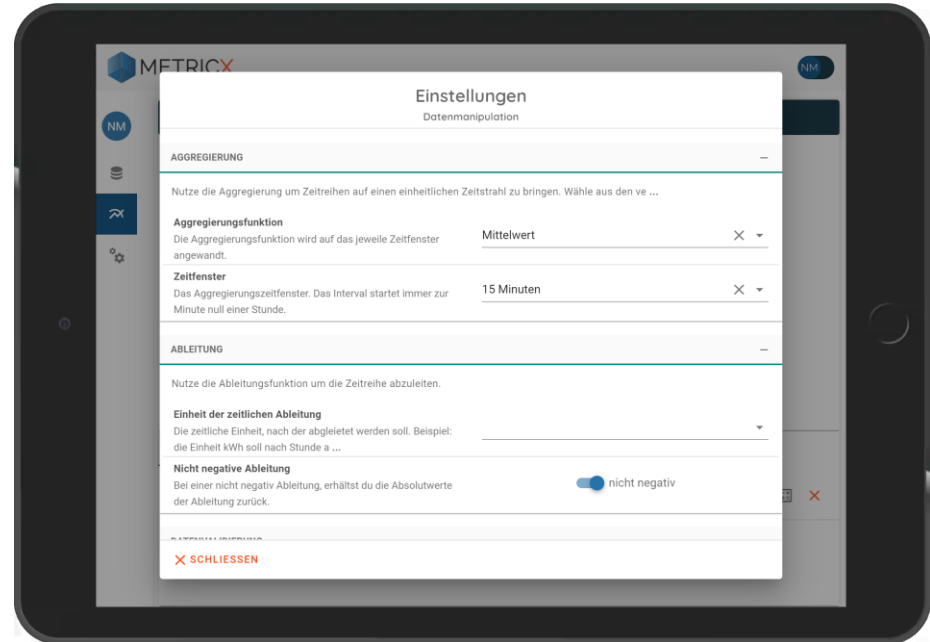 METRICX
NM
NM
Einstellungen
Datenmanipulation
AGGREGIERUNG
Nutze die Aggregierung um Zeitreihen auf einen einheitlichen Zeitstrahl zu bringen. Wähle aus den ve ...
Aggregierungsfunktion
Die Aggregierungsfunktion wird auf das jeweile Zeitfenster
angewandt.
Mittelwert
Zeitfenster
Das Aggregierungszeitfenster. Das Interval startet immer zur
Minute null einer Stunde.
15 Minuten
ABLEITUNG
Nutze die Ableitungsfunktion um die Zeitreihe abzuleiten.
Einheit der zeitlichen Ableitung
Die zeitliche Einheit, nach der abgleietet werden soll. Beispiel:
die Einheit kWh soll nach Stunde a ...
Nicht negative Ableitung
Bei einer nicht negativ Ableitung, erhältst du die Absolutwerte
der Ableitung zurück.
nicht negativ
SCHLIESSEN